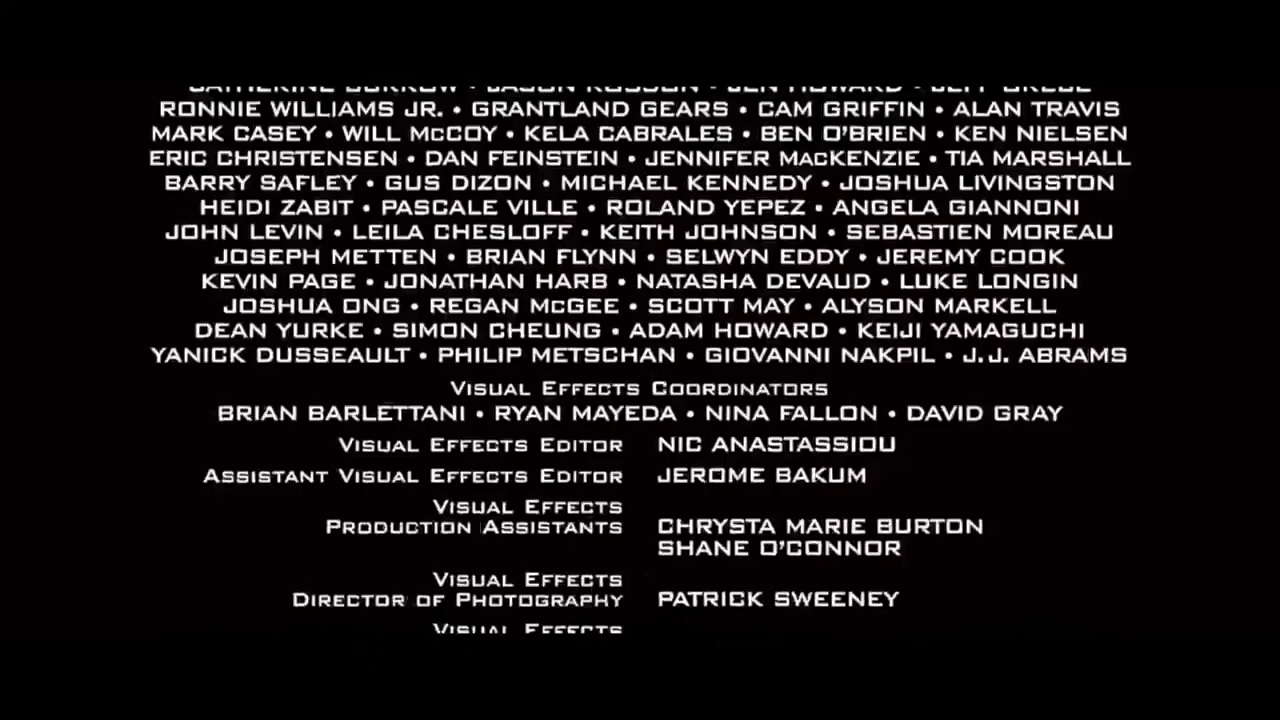 RONNIE WILLIAMS JR. • GRANTLAND GEARS • CAM GRIFFIN • ALAN TRAVIS
MARK CASEY • WILL McCOY • KELA CABRALES • BEN O'BRIEN • KEN NIELSEN
ERIC CHRISTENSEN • DAN FEINSTEIN • JENNIFER MacKENZIE • TIA MARSHALL
BARRY SAFLEY • GUS DIZON • MICHAEL KENNEDY • JOSHUA LIVINGSTON
HEIDI ZABIT • PASCALE VILLE • ROLAND YEPEZ • ANGELA GIANNONI
JOHN LEVIN • LEILA CHESLOFF • KEITH JOHNSON • SEBASTIEN MOREAU
JOSEPH METTEN • BRIAN FLYNN • SELWYN EDDY • JEREMY COOK
KEVIN PAGE • JONATHAN HARB • NATASHA DEVAUD • LUKE LONGIN
JOSHUA ONG • REGAN McGEE • SCOTT MAY • ALYSON MARKELL
DEAN YURKE • SIMON CHEUNG • ADAM HOWARD • KEIJI YAMAGUCHI
YANICK DUSSEAULT • PHILIP METSCHAN • GIOVANNI NAKPIL • J.J. ABRAMS
Visual Effects Coordinators
BRIAN BARLETTANI • RYAN MAYEDA • NINA FALLON • DAVID GRAY
Visual Effects Editor NIC ANASTASSIOU
Assistant Visual Effects Editor JEROME BAKUM
Visual Effects
Production Assistants CHRYSTA MARIE BURTON
SHANE O'CONNOR
Visual Effects
Director of Photography PATRICK SWEENEY
Visual Effects